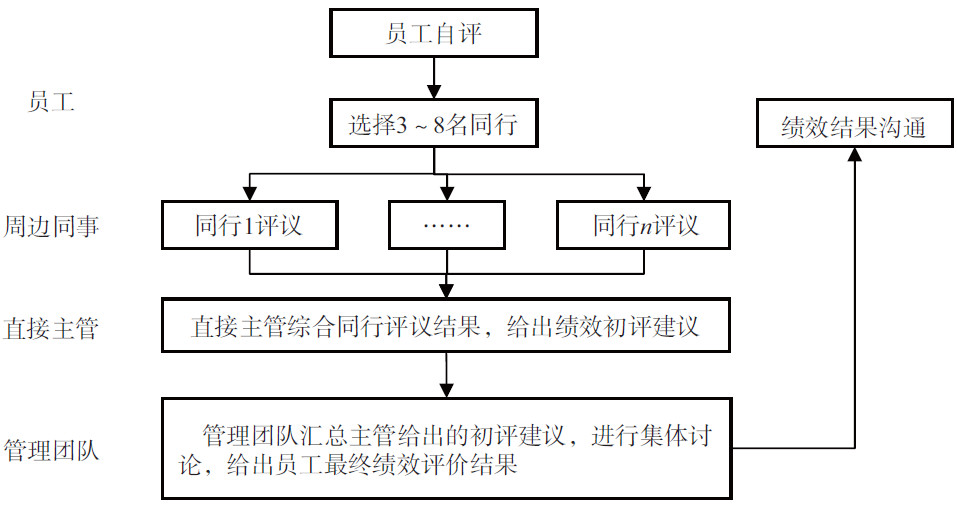 员工自评
员工
选择3～8名同行
绩效结果沟通
周边同事
同行1评议
……
同行n评议
直接主管
直接主管综合同行评议结果，给出绩效初评建议
管理团队
管理团队汇总主管给出的初评建议，进行集体讨
论，给出员工最终绩效评价结果